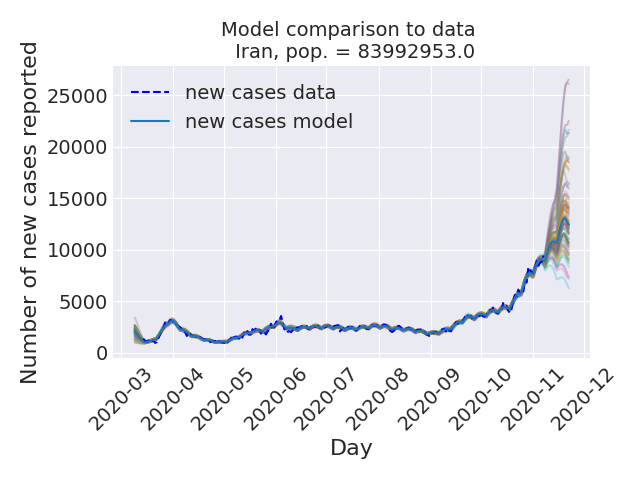 Model comparison to data
Iran, pop. = 83992953.0
Number of new cases reported
25000
20000
15000
10000
5000
0
new cases data
new cases model
2020-03
2020-04
2020-05
2020-06
2020-07
2020-08
2020-09
2020-10
2020-11
2020-12
Day